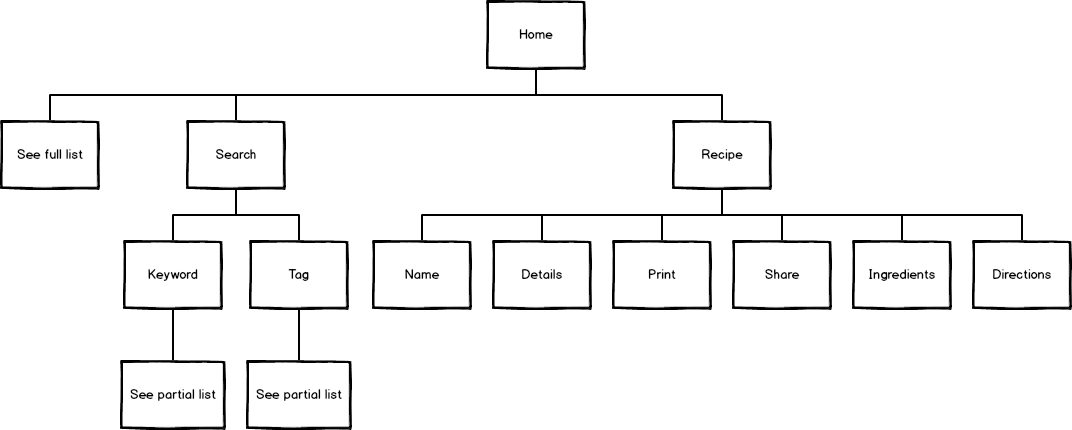 Home
See full list
Search
Recipe
Keyword
Tag
Name
Details
Print
Share
Ingredients
Directions
See partial list
See partial list